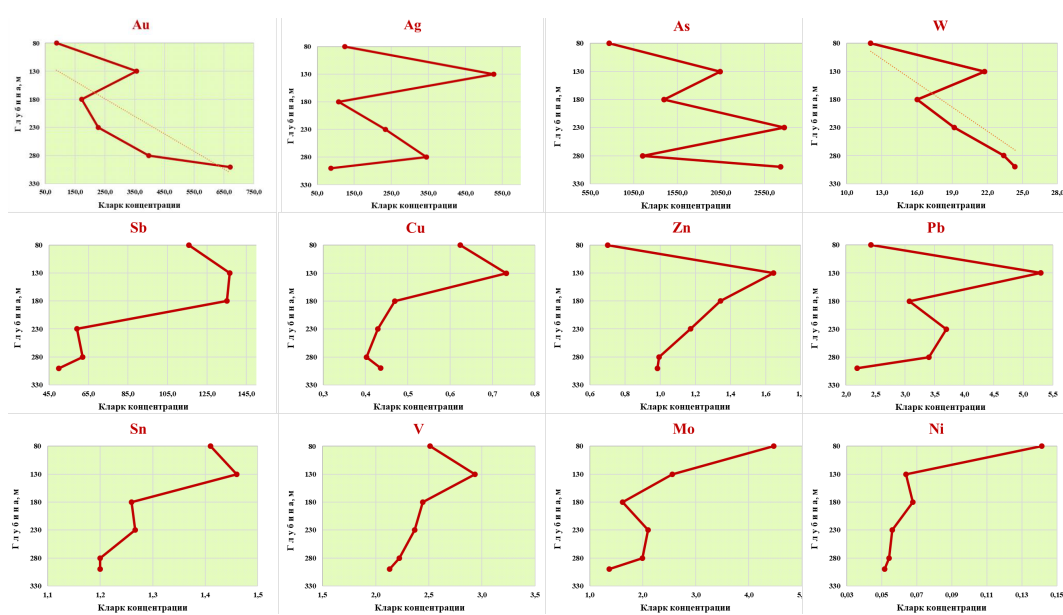 Au
Ag
As
W
Глубина, м
80
130
180
230
280
330
50,0 150,0 250,0 350,0 450,0 550,0 650,0 750,0
Кларк концентрации
Глубина, м
80
130
180
230
280
330
50,0 150,0 250,0 350,0 450,0 550,0
Кларк концентрации
Глубина, м
80
130
180
230
280
330
550,0 1050,0 1550,0 2050,0 2550,0
Кларк концентрации
Глубина, м
80
130
180
230
280
330
10,0 13,0 16,0 19,0 22,0 25,0 28,0
Кларк концентрации
Sb
Cu
Zn
Pb
Глубина, м
80
130
180
230
280
330
45,0 65,0 85,0 105,0 125,0 145,0
Кларк концентрации
Глубина, м
80
130
180
230
280
330
0,3 0,4 0,5 0,6 0,7 0,8
Кларк концентрации
Глубина, м
80
130
180
230
280
330
0,6 0,8 1,0 1,2 1,4 1,6
Кларк концентрации
Глубина, м
80
130
180
230
280
330
2,0 2,5 3,0 3,5 4,0 4,5 5,0 5,5
Кларк концентрации
Sn
V
Mo
Ni
Глубина, м
80
130
180
230
280
330
1,1 1,2 1,3 1,4 1,5
Кларк концентрации
Глубина, м
80
130
180
230
280
330
1,5 2,0 2,5 3,0 3,5
Кларк концентрации
Глубина, м
80
130
180
230
280
330
1,0 2,0 3,0 4,0
Кларк концентрации
Глубина, м
80
130
180
230
280
330
0,03 0,05 0,07 0,09 0,11 0,13 0,15
Кларк концентрации